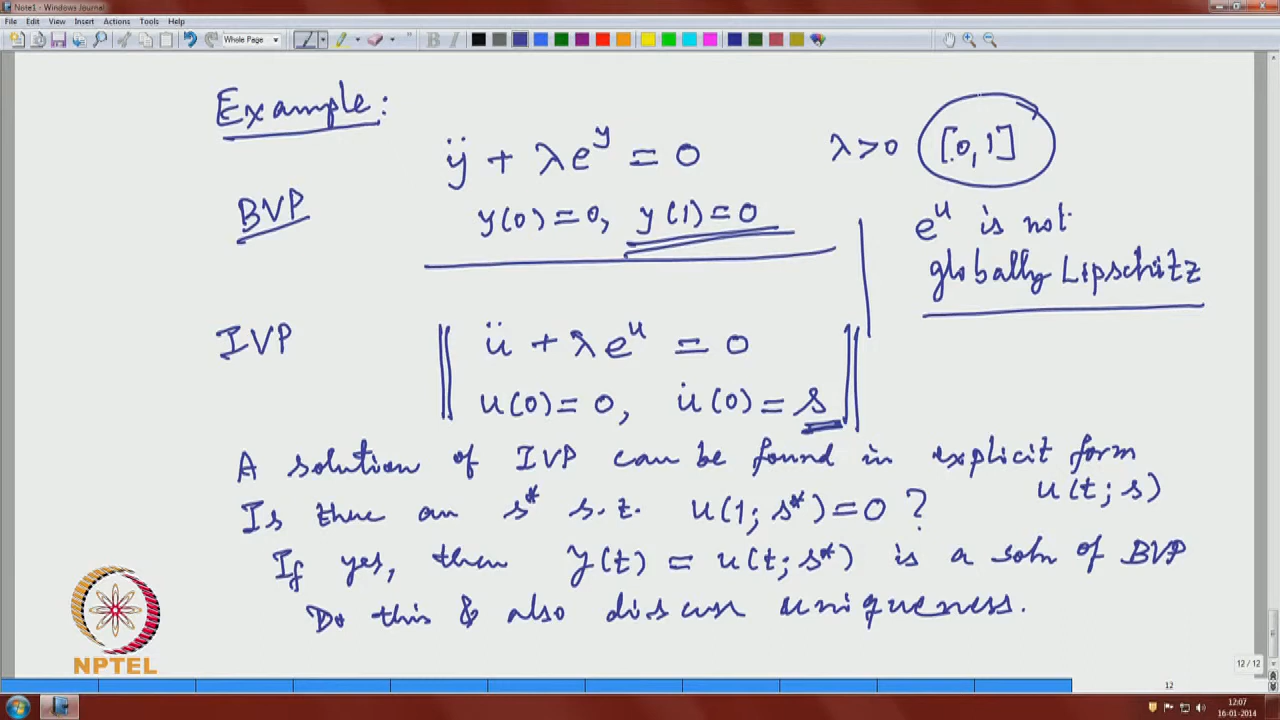 Note1 - Windows Journal
File Edit View Insert Actions Tools Help
Whole Page
Example:
ÿ + λe^y = 0 λ>0 [0,1]
BVP y(0)=0, y(1)=0
e^u is not
globally Lipschitz
IVP ü + λe^u = 0
u(0)=0, u̇(0)=s
A solution of IVP can be found in explicit form
u(t;s)
Is there an s* s.t. u(1;s*)=0 ?
If yes, then y(t) = u(t;s*) is a soln of BVP
Do this & also discuss uniqueness.
NPTEL
12/12
12
12:07
16-01-2014